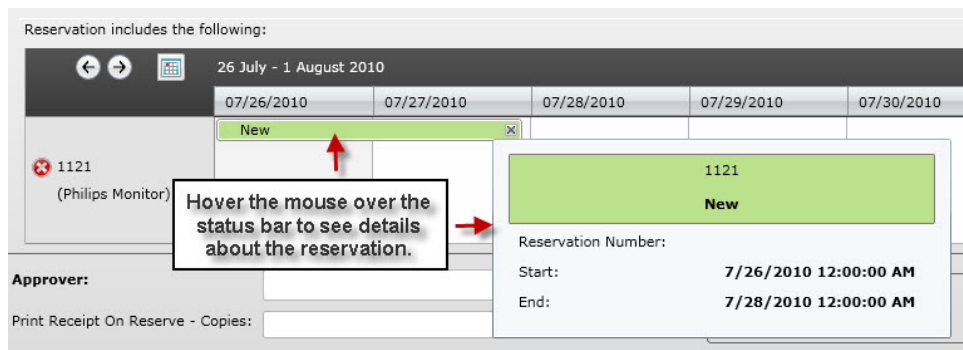 Reservation includes the following:
26 July - 1 August 2010
07/26/2010 07/27/2010 07/28/2010 07/29/2010 07/30/2010
New
1121
(Philips Monitor)
Hover the mouse over the
status bar to see details
about the reservation.
1121
New
Reservation Number:
Start: 7/26/2010 12:00:00 AM
End: 7/28/2010 12:00:00 AM
Approver:
Print Receipt On Reserve - Copies: